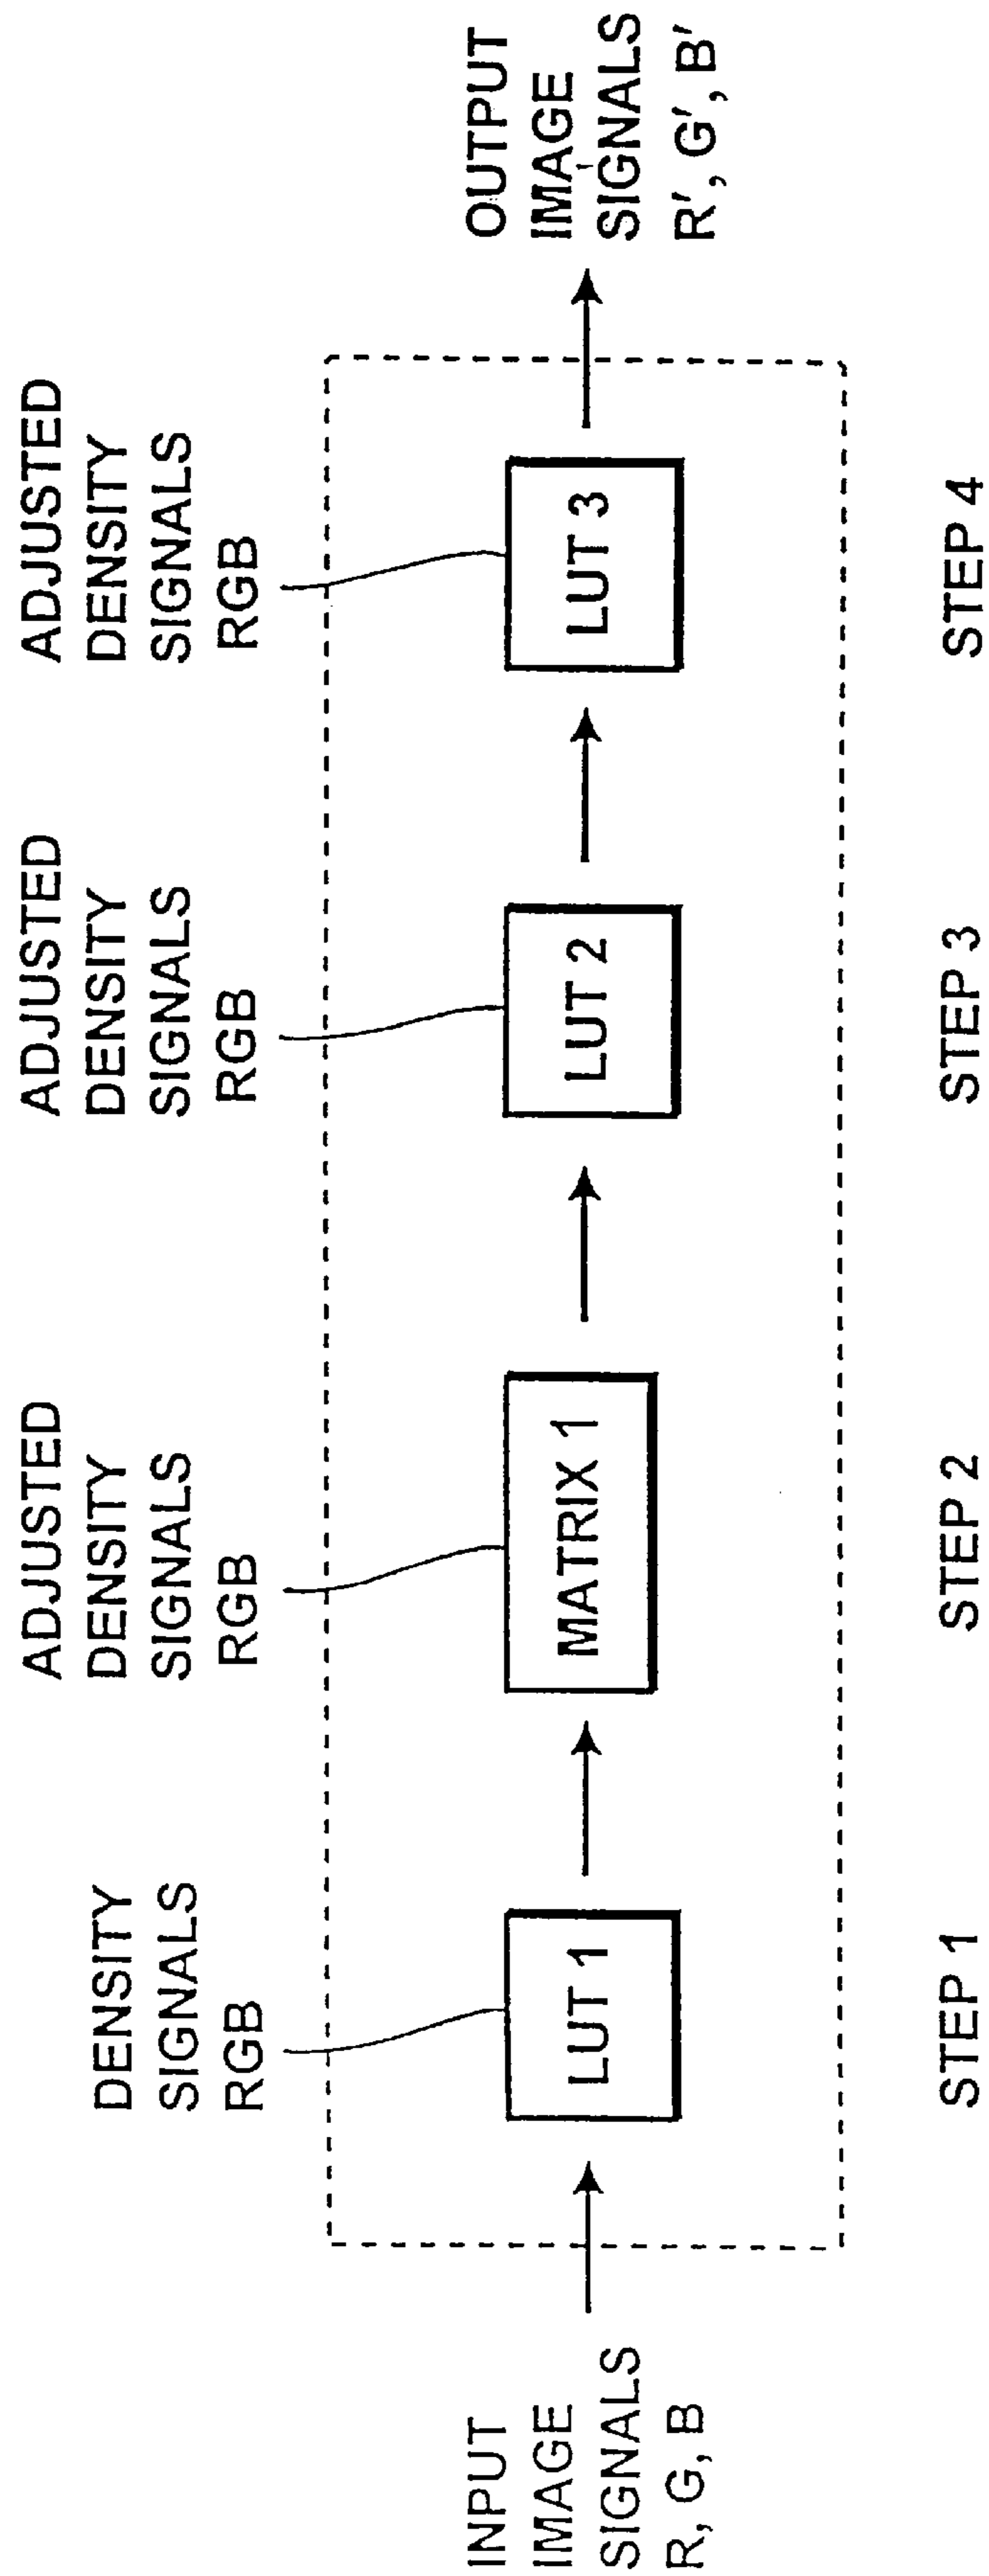 INPUT
IMAGE
SIGNALS
R, G, B
DENSITY
SIGNALS
RGB
LUT 1
STEP 1
ADJUSTED
DENSITY
SIGNALS
RGB
MATRIX 1
STEP 2
ADJUSTED
DENSITY
SIGNALS
RGB
LUT 2
STEP 3
ADJUSTED
DENSITY
SIGNALS
RGB
LUT 3
STEP 4
OUTPUT
IMAGE
SIGNALS
R', G', B'